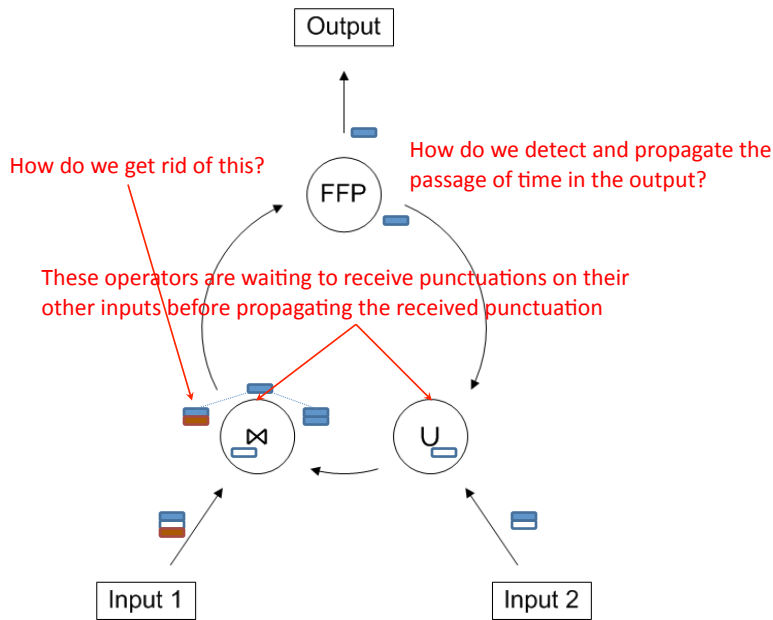 Output
How do we get rid of this?
How do we detect and propagate the
passage of time in the output?
FFP
These operators are waiting to receive punctuations on their
other inputs before propagating the received punctuation
⋈
U
Input 1
Input 2